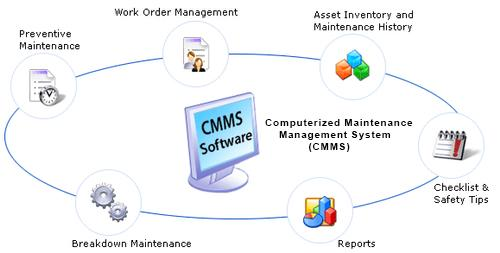 Work Order Management
Asset Inventory and
Maintenance History
Preventive
Maintenance
CMMS
Software
Computerized Maintenance
Management System
(CMMS)
Checklist &
Safety Tips
Breakdown Maintenance
Reports